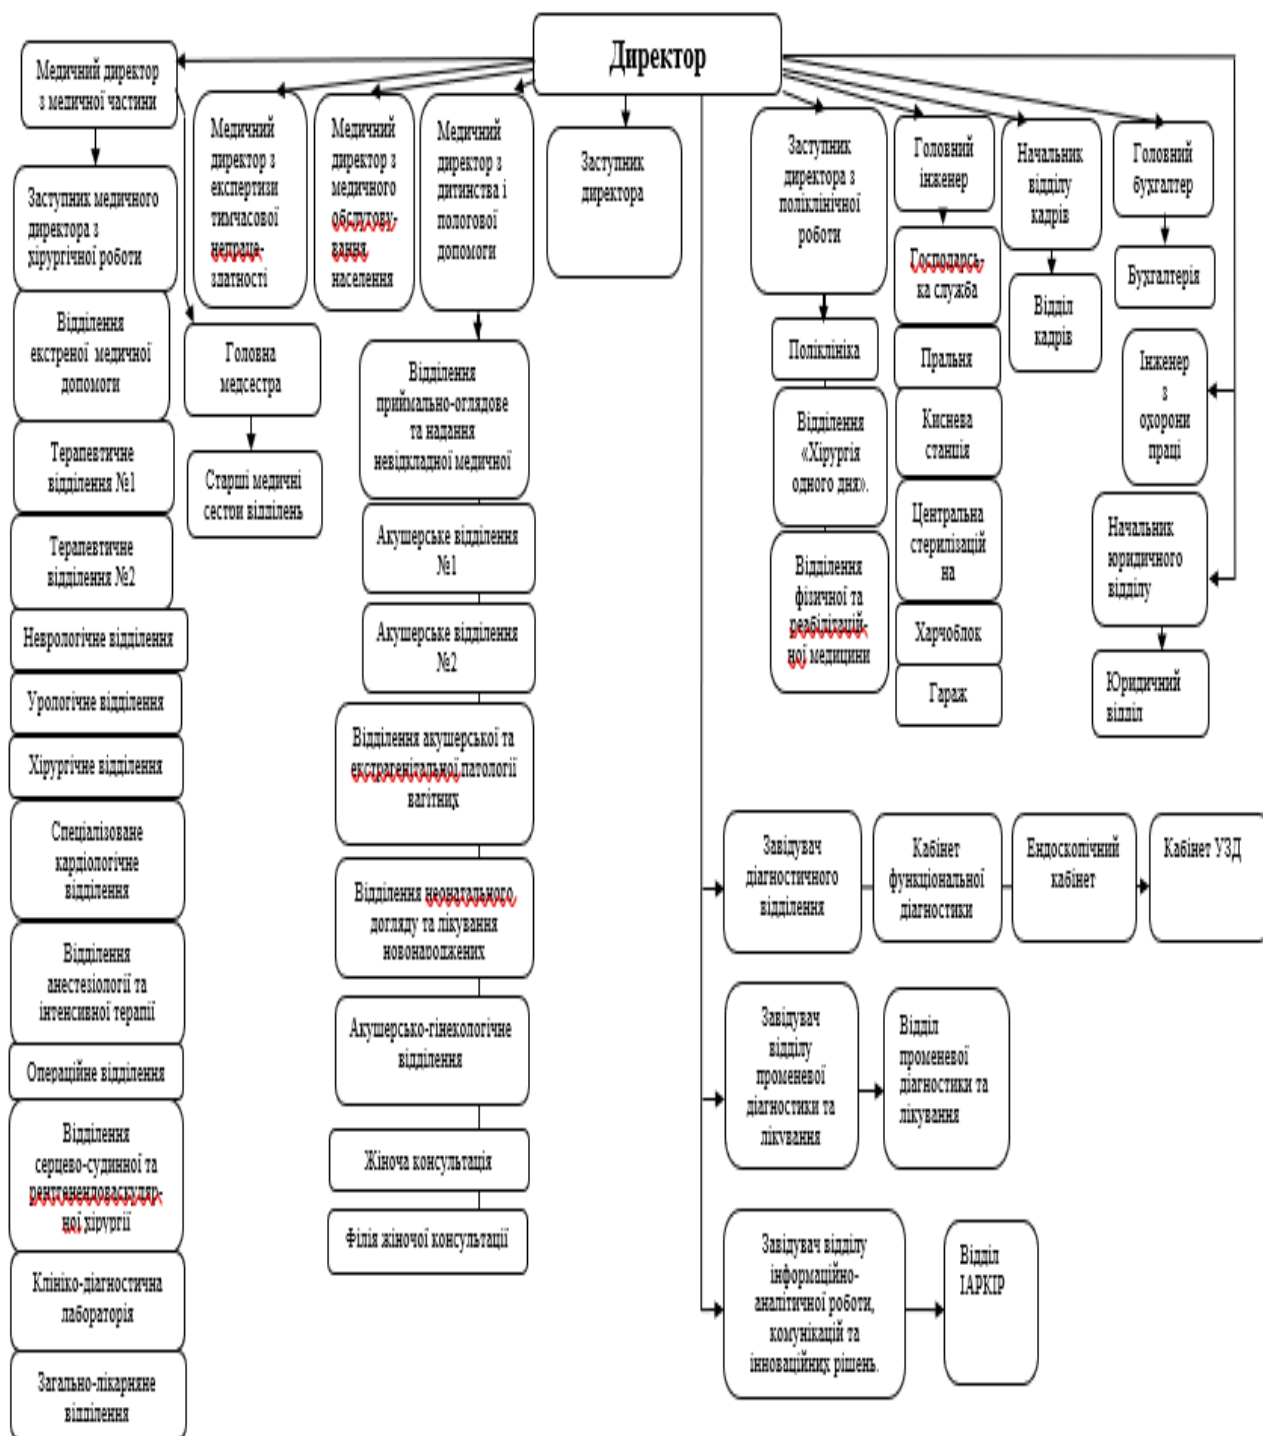 Директор
Медичний директор
з медичної частини
Заступник медичного
директора з
хірургічної роботи
Відділення
екстреної медичної
допомоги
Терапевтичне
відділення №1
Терапевтичне
відділення №2
Неврологічне відділення
Урологічне відділення
Хірургічне відділення
Спеціалізоване
кардіологічне
відділення
Відділення
анестезіології та
інтенсивної терапії
Операційне відділення
Відділення
серцево-судинної та
рентгенендоваскуляр-
ної хірургії
Клініко-діагностична
лабораторія
Загально-лікарняне
відділення
Медичний
директор з
експертизи
тимчасової
непраце-
здатності
Головна
медсестра
Старші медичні
сестри відділень
Медичний
директор з
медичного
обслугову-
вання
населення
Медичний
директор з
дитинства і
пологової
допомоги
Відділення
приймально-оглядове
та надання
невідкладної медичної
Акушерське відділення
№1
Акушерське відділення
№2
Відділення акушерської та
екстрагенітальної патології
вагітних
Відділення неонатального
догляду та лікування
новонароджених
Акушерсько-гінекологічне
відділення
Жіноча консультація
Філія жіночої консультації
Заступник
директора
Заступник
директора з
поліклінічної
роботи
Поліклініка
Відділення
«Хірургія
одного дня».
Відділення
фізичної та
реабілітацій-
ної медицини
Головний
інженер
Господарсь-
ка служба
Пральня
Киснева
станція
Центральна
стерилізацій
на
Харчоблок
Гараж
Начальник
відділу
кадрів
Відділ
кадрів
Головний
бухгалтер
Бухгалтерія
Інженер
з
охорони
праці
Начальник
юридичного
відділу
Юридичний
відділ
Завідувач
діагностичного
відділення
Кабінет
функціональної
діагностики
Ендоскопічний
кабінет
Кабінет УЗД
Завідувач
відділу
променевої
діагностики та
лікування
Відділ
променевої
діагностики та
лікування
Завідувач відділу
інформаційно-
аналітичної роботи,
комунікацій та
інноваційних рішень.
Відділ
ІАРКІР